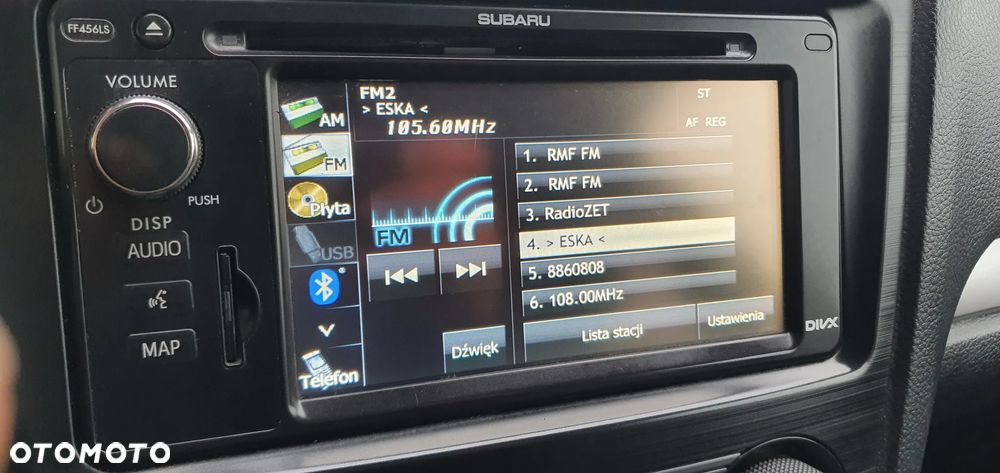 SUBARU
FF456LS
VOLUME
PUSH
DISP
AUDIO
MAP
FM2
> ESKA <
105.60MHz
ST
AF REG
AM
FM
Płyta
USB
Telefon
FM
Dźwięk
1. RMF FM
2. RMF FM
3. RadioZET
4. > ESKA <
5. 8860808
6. 108.00MHz
Lista stacji
Ustawienia
DIVX
OTOMOTO